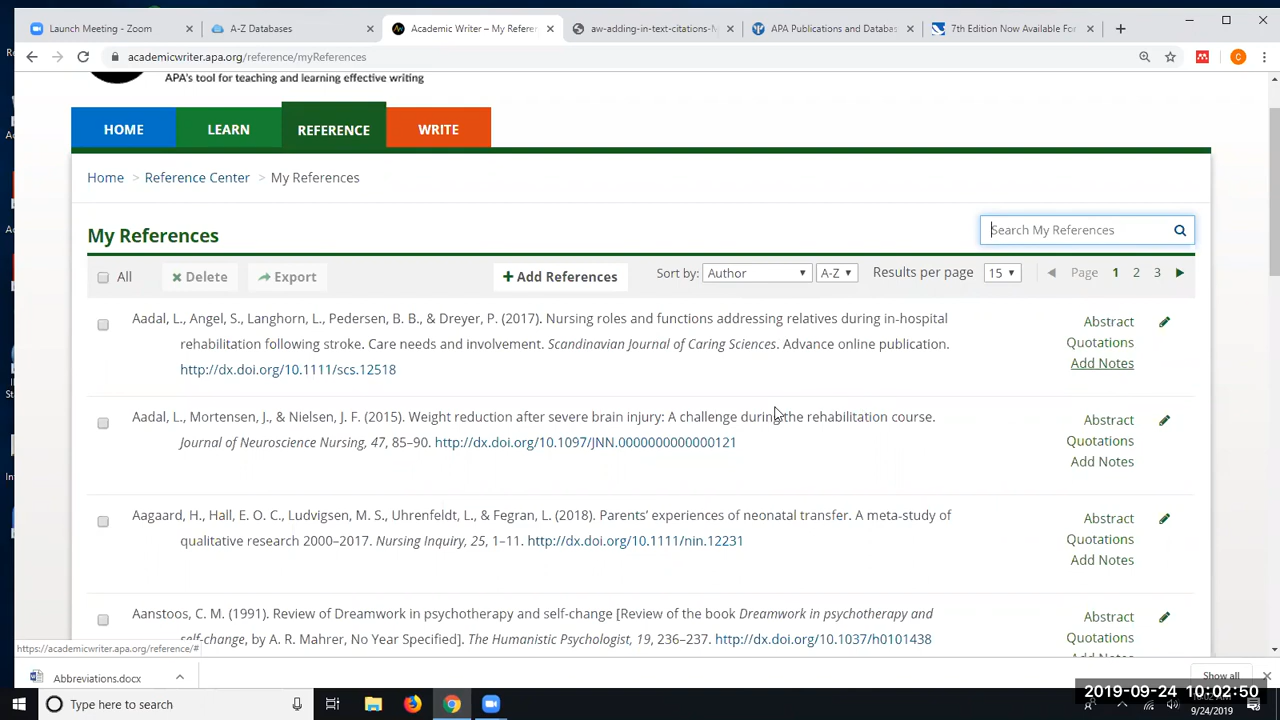 Launch Meeting - Zoom
A-Z Databases
Academic Writer – My Refere
aw-adding-in-text-citations-
APA Publications and Databas
7th Edition Now Available For
academicwriter.apa.org/reference/myReferences
APA's tool for teaching and learning effective writing
HOME LEARN REFERENCE WRITE
Home > Reference Center > My References
My References
Search My References
All Delete Export Add References Sort by: Author A-Z Results per page 15 Page 1 2 3
Aadal, L., Angel, S., Langhorn, L., Pedersen, B. B., & Dreyer, P. (2017). Nursing roles and functions addressing relatives during in-hospital
rehabilitation following stroke. Care needs and involvement. Scandinavian Journal of Caring Sciences. Advance online publication.
http://dx.doi.org/10.1111/scs.12518
Abstract
Quotations
Add Notes
Aadal, L., Mortensen, J., & Nielsen, J. F. (2015). Weight reduction after severe brain injury: A challenge during the rehabilitation course.
Journal of Neuroscience Nursing, 47, 85–90. http://dx.doi.org/10.1097/JNN.0000000000000121
Abstract
Quotations
Add Notes
Aagaard, H., Hall, E. O. C., Ludvigsen, M. S., Uhrenfeldt, L., & Fegran, L. (2018). Parents’ experiences of neonatal transfer. A meta-study of
qualitative research 2000–2017. Nursing Inquiry, 25, 1–11. http://dx.doi.org/10.1111/nin.12231
Abstract
Quotations
Add Notes
Aanstoos, C. M. (1991). Review of Dreamwork in psychotherapy and self-change [Review of the book Dreamwork in psychotherapy and
self-change, by A. R. Mahrer, No Year Specified]. The Humanistic Psychologist, 19, 236–237. http://dx.doi.org/10.1037/h0101438
Abstract
Quotations
https://academicwriter.apa.org/reference/#
Abbreviations.docx
Show all
2019-09-24 10:02:50
Type here to search
9/24/2019